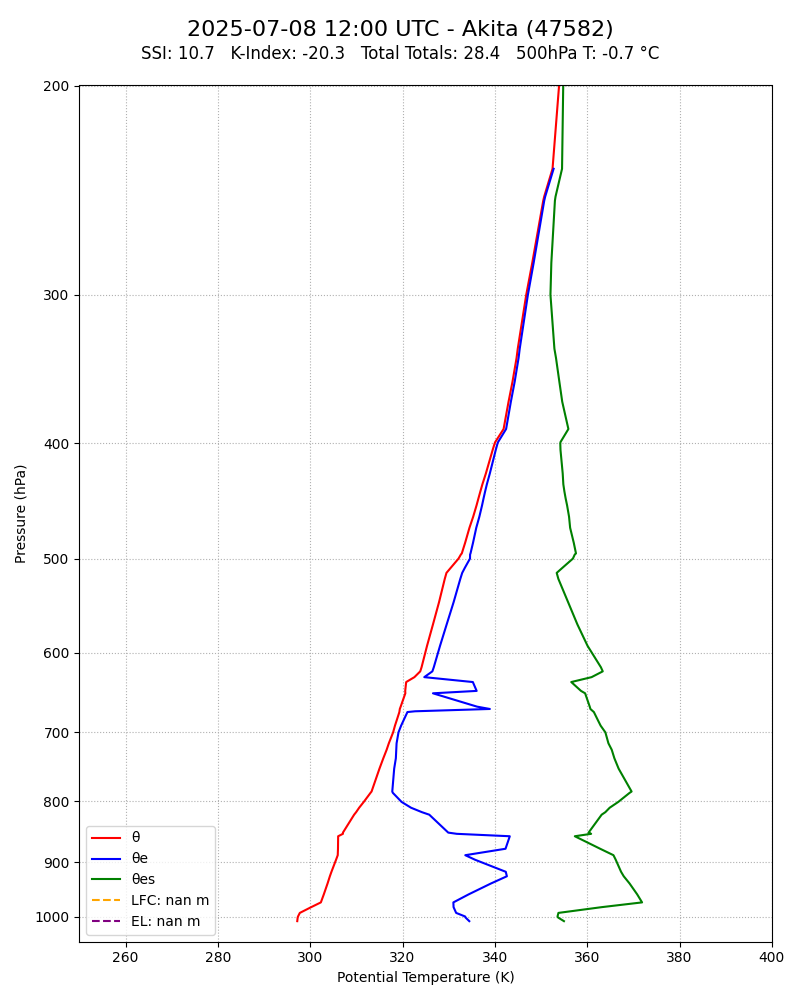 2025-07-08 12:00 UTC - Akita (47582)
SSI: 10.7   K-Index: -20.3   Total Totals: 28.4   500hPa T: -0.7 °C
200
300
400
500
600
700
800
900
1000
Pressure (hPa)
θ
θe
θes
LFC: nan m
EL: nan m
260 280 300 320 340 360 380 400
Potential Temperature (K)